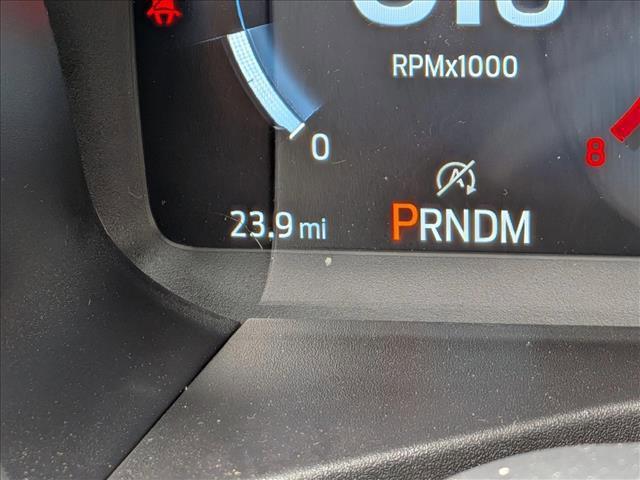 RPMx1000
0
8
A
23.9 mi
PRNDM